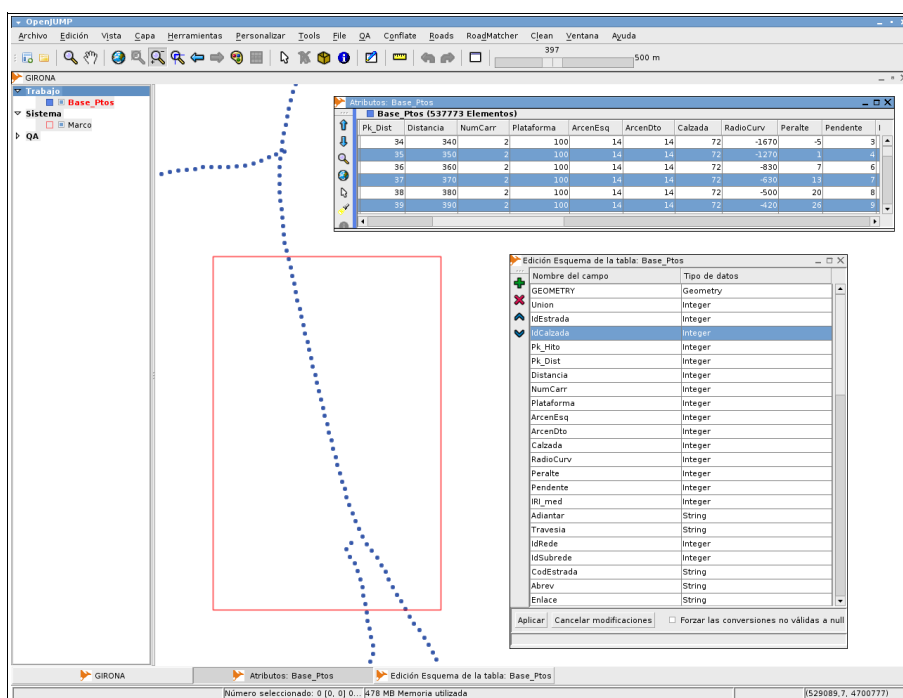 OpenJUMP
Archivo Edición Vista Capa Herramientas Personalizar Tools File QA Conflate Roads RoadMatcher Clean Ventana Ayuda
397
500 m
GIRONA
Trabajo
Base_Ptos
Sistema
Marco
QA
Atributos: Base_Ptos
Base_Ptos (537773 Elementos)
Pk_Dist Distancia NumCarr Plataforma ArcenEsq ArcenDto Calzada RadioCurv Peralte Pendente
34 340 2 100 14 14 72 -1670 -5 3
35 350 2 100 14 14 72 -1270 1 4
36 360 2 100 14 14 72 -830 7 6
37 370 2 100 14 14 72 -630 13 7
38 380 2 100 14 14 72 -500 20 8
39 390 2 100 14 14 72 -420 26 9
Edición Esquema de la tabla: Base_Ptos
Nombre del campo Tipo de datos
GEOMETRY Geometry
Union Integer
IdEstrada Integer
IdCalzada Integer
Pk_Hito Integer
Pk_Dist Integer
Distancia Integer
NumCarr Integer
Plataforma Integer
ArcenEsq Integer
ArcenDto Integer
Calzada Integer
RadioCurv Integer
Peralte Integer
Pendente Integer
IRI_med Integer
Adiantar String
Travesia String
IdRede Integer
IdSubrede Integer
CodEstrada String
Abrev String
Enlace String
Aplicar Cancelar modificaciones Forzar las conversiones no válidas a null
GIRONA Atributos: Base_Ptos Edición Esquema de la tabla: Base_Ptos
Número seleccionado: 0 [0, 0] 0... 478 MB Memoria utilizada (529089,7, 4700777)